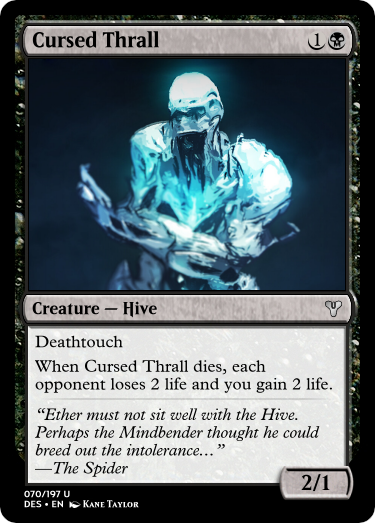 Cursed Thrall 1
Creature — Hive
Deathtouch
When Cursed Thrall dies, each
opponent loses 2 life and you gain 2 life.
“Ether must not sit well with the Hive.
Perhaps the Mindbender thought he could
breed out the intolerance…”
—The Spider
2/1
070/197 U
DES • EN Kane Taylor